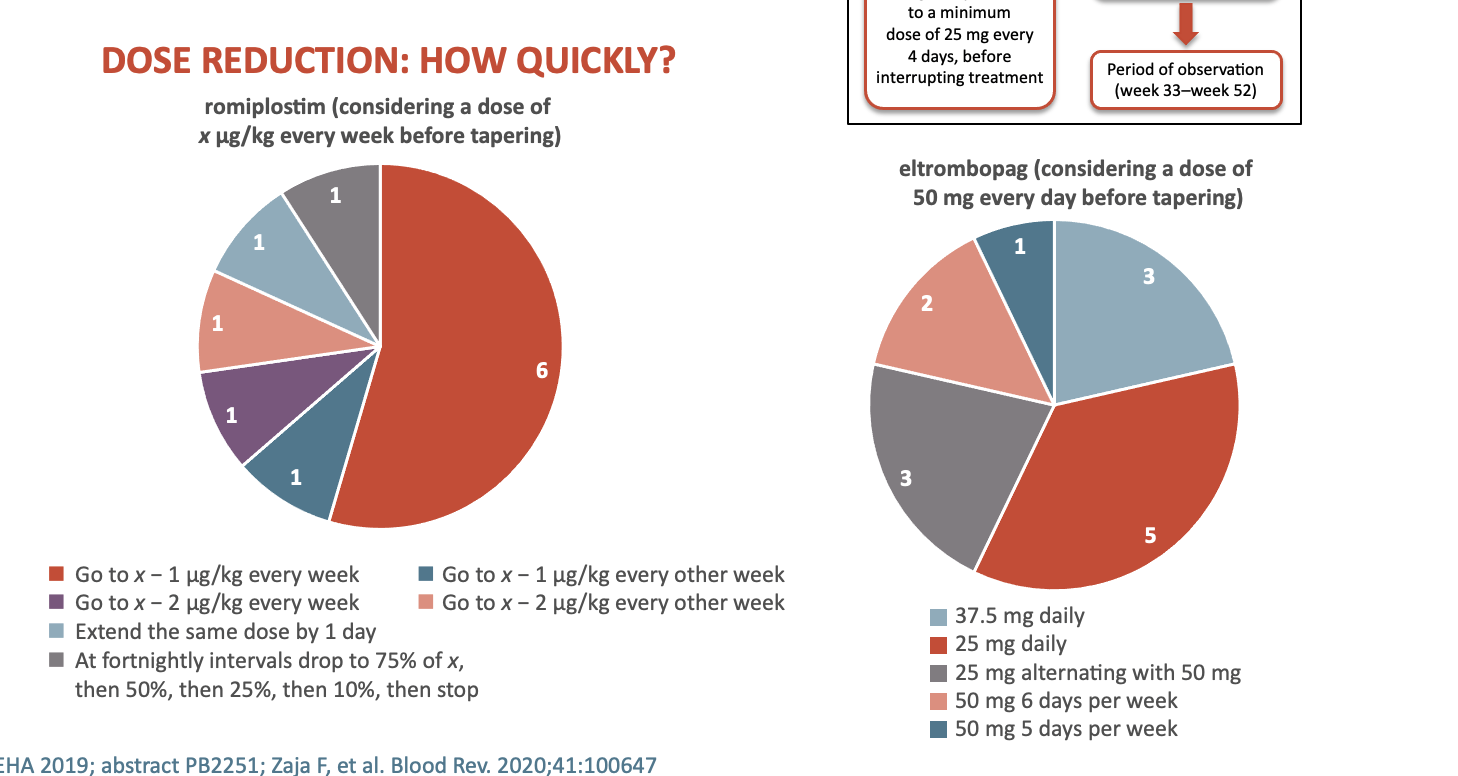 to a minimum
dose of 25 mg every
4 days, before
interrupting treatment
Period of observation
(week 33–week 52)
DOSE REDUCTION: HOW QUICKLY?
romiplostim (considering a dose of
x µg/kg every week before tapering)
1
1
1
1
1
6
Go to x − 1 µg/kg every week
Go to x − 1 µg/kg every other week
Go to x − 2 µg/kg every week
Go to x − 2 µg/kg every other week
Extend the same dose by 1 day
At fortnightly intervals drop to 75% of x,
then 50%, then 25%, then 10%, then stop
eltrombopag (considering a dose of
50 mg every day before tapering)
1
3
2
3
5
37.5 mg daily
25 mg daily
25 mg alternating with 50 mg
50 mg 6 days per week
50 mg 5 days per week
EHA 2019; abstract PB2251; Zaja F, et al. Blood Rev. 2020;41:100647